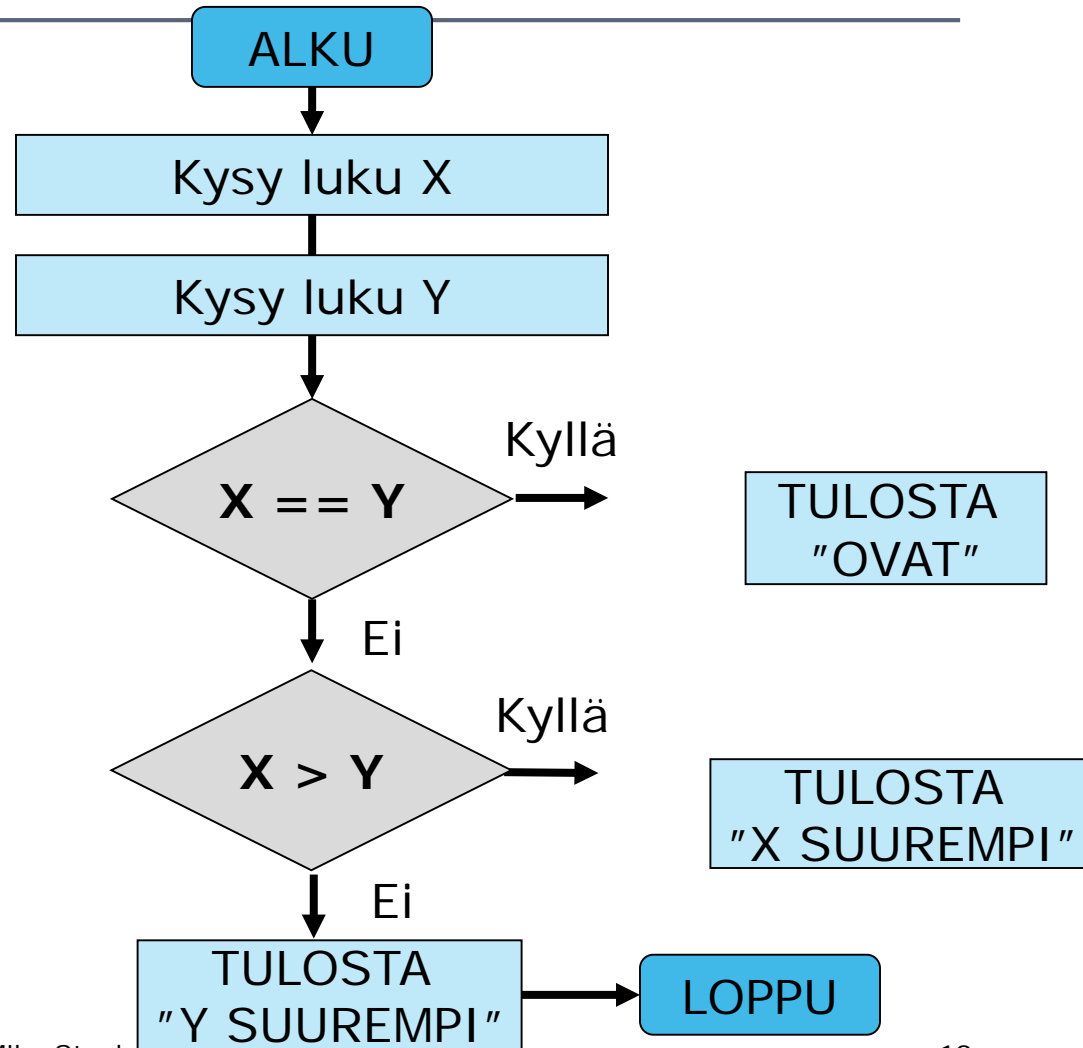 ALKU
Kysy luku X
Kysy luku Y
Kyllä
X == Y
TULOSTA
"OVAT"
Ei
Kyllä
X > Y
TULOSTA
"X SUUREMPI"
Ei
TULOSTA
"Y SUUREMPI"
LOPPU